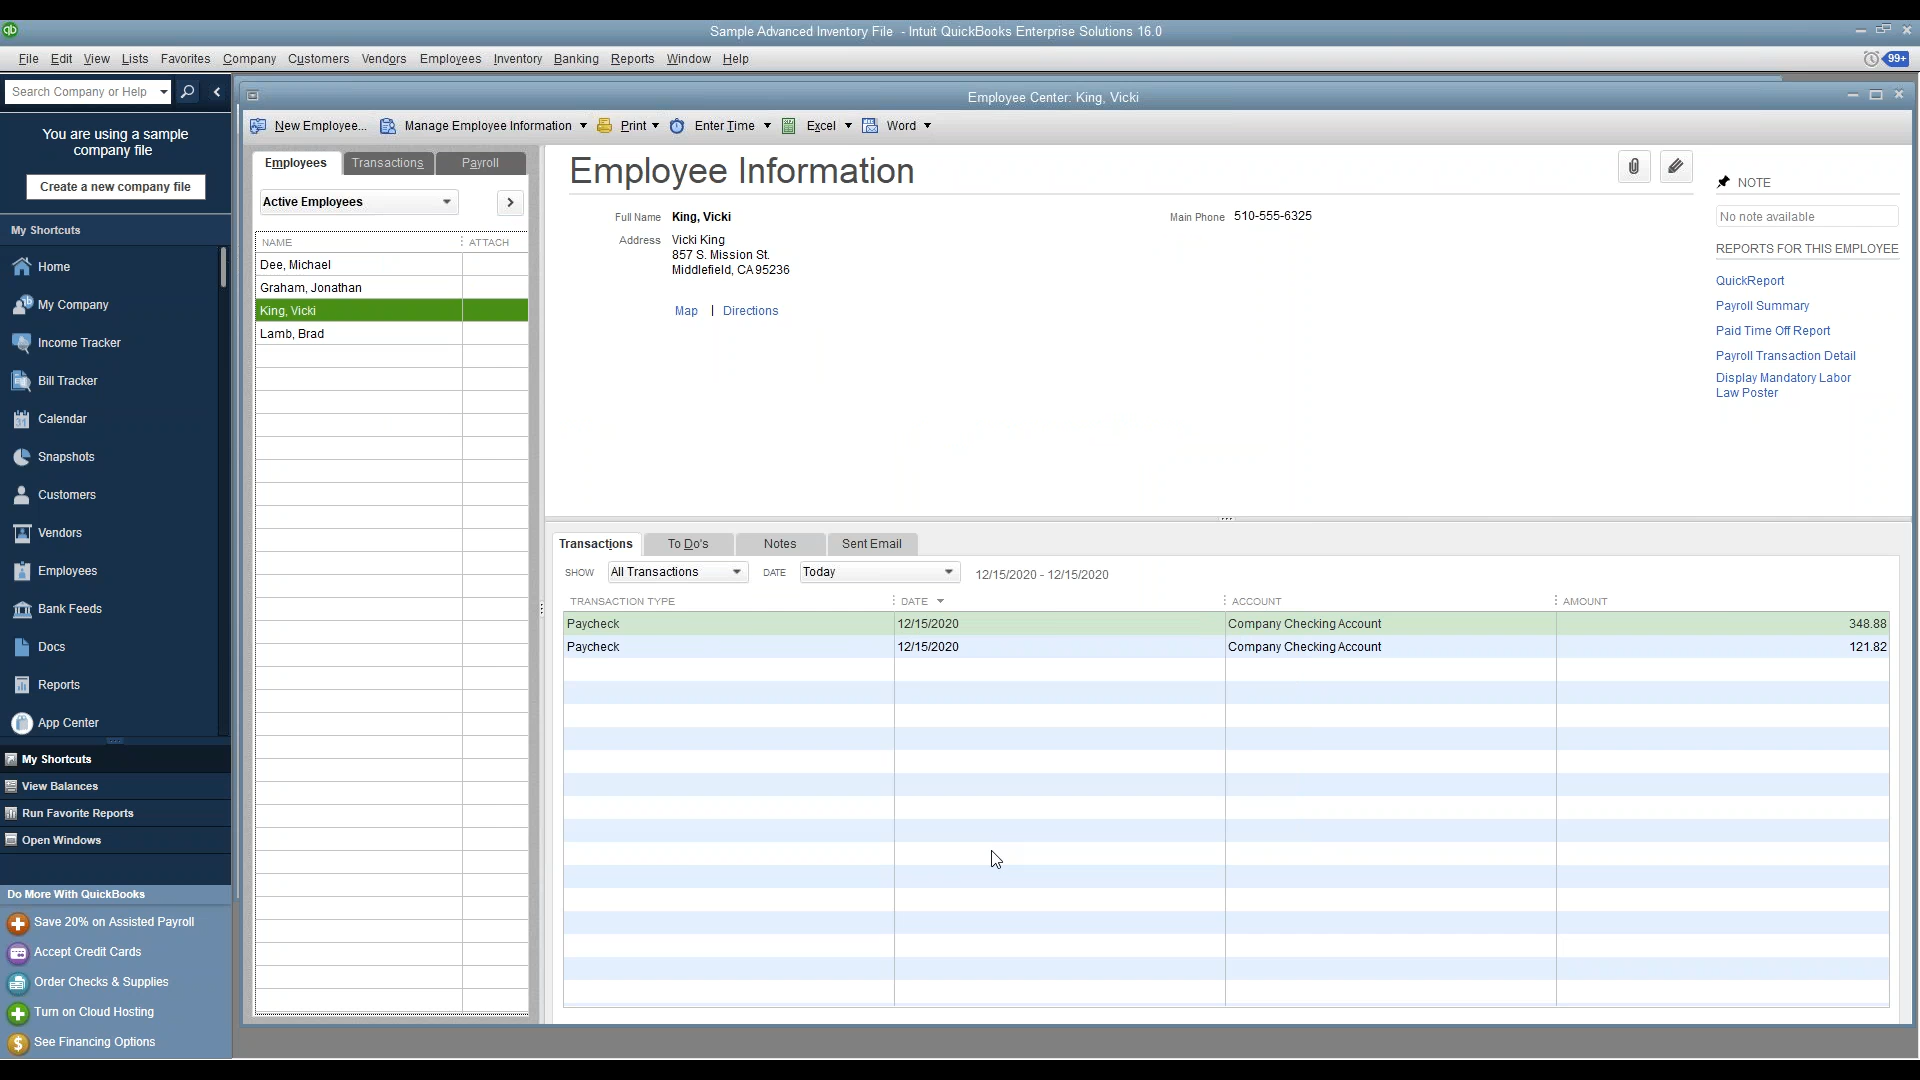 Sample Advanced Inventory File - Intuit QuickBooks Enterprise Solutions 16.0
File Edit View Lists Favorites Company Customers Vendors Employees Inventory Banking Reports Window Help
99+
Search Company or Help
You are using a sample
company file
Create a new company file
My Shortcuts
Home
My Company
Income Tracker
Bill Tracker
Calendar
Snapshots
Customers
Vendors
Employees
Bank Feeds
Docs
Reports
App Center
My Shortcuts
View Balances
Run Favorite Reports
Open Windows
Do More With QuickBooks
Save 20% on Assisted Payroll
Accept Credit Cards
Order Checks & Supplies
Turn on Cloud Hosting
See Financing Options
Employee Center: King, Vicki
New Employee... Manage Employee Information Print Enter Time Excel Word
Employees Transactions Payroll
Active Employees
NAME ATTACH
Dee, Michael
Graham, Jonathan
King, Vicki
Lamb, Brad
Employee Information
Full Name King, Vicki
Main Phone 510-555-6325
Address Vicki King
857 S. Mission St.
Middlefield, CA 95236
Map | Directions
NOTE
No note available
REPORTS FOR THIS EMPLOYEE
QuickReport
Payroll Summary
Paid Time Off Report
Payroll Transaction Detail
Display Mandatory Labor
Law Poster
Transactions To Do's Notes Sent Email
SHOW All Transactions DATE Today 12/15/2020 - 12/15/2020
TRANSACTION TYPE DATE ACCOUNT AMOUNT
Paycheck 12/15/2020 Company Checking Account 348.88
Paycheck 12/15/2020 Company Checking Account 121.82